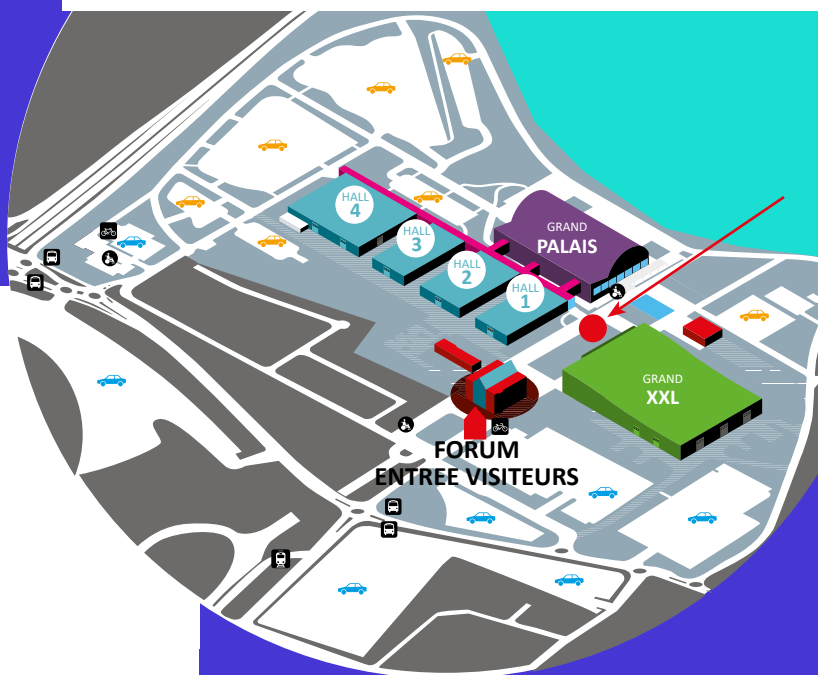 HALL
4
HALL
3
HALL
2
HALL
1
GRAND
PALAIS
GRAND
XXL
FORUM
ENTREE VISITEURS